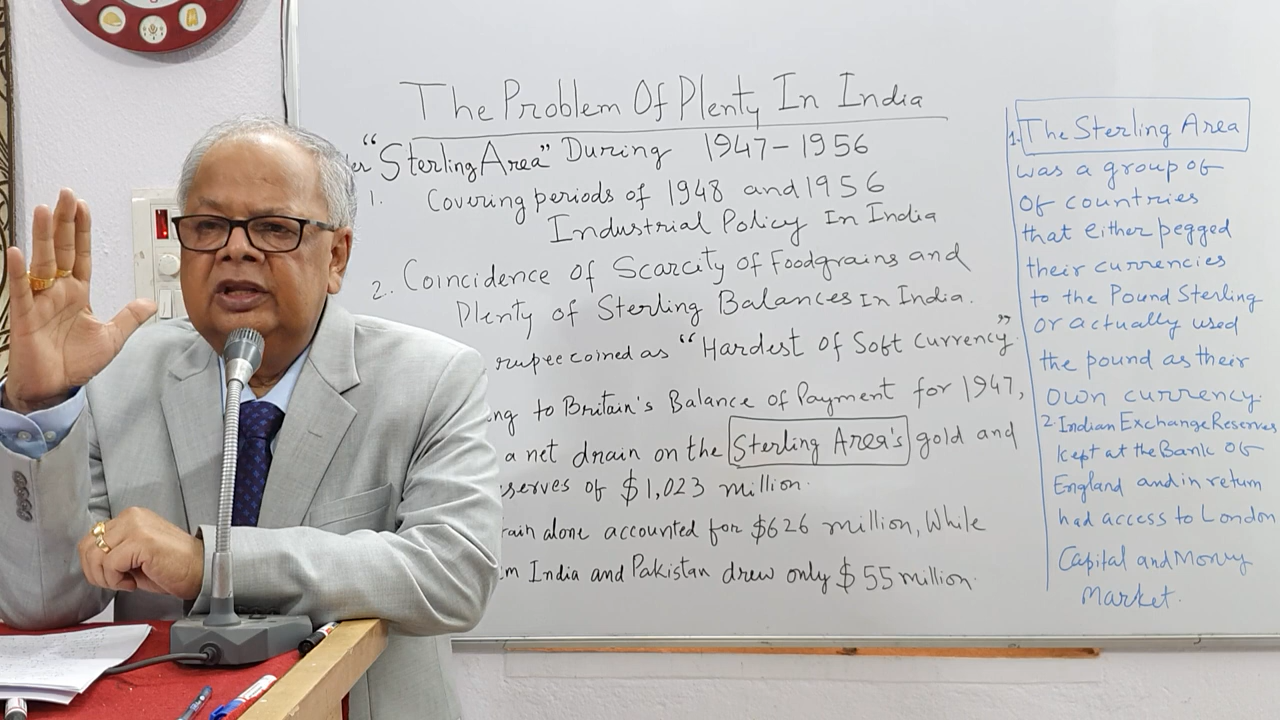 The Problem Of Plenty In India
er "Sterling Area" During 1947-1956
1. Covering periods of 1948 and 1956
Industrial Policy In India
2. Coincidence of Scarcity of Foodgrains and
Plenty of Sterling Balances In India.
rupee coined as "Hardest of Soft Currency"
ng to Britain's Balance of Payment for 1947,
a net drain on the Sterling Area's gold and
serves of $1,023 million.
ain alone accounted for $626 million, While
m India and Pakistan drew only $55 million.
1. The Sterling Area
was a group of
of countries
that either pegged
their currencies
to the Pound Sterling
or actually used
the pound as their
own currency.
2. Indian Exchange Reserves
kept at the Bank of
England and in return
had access to London
Capital and Money
Market.